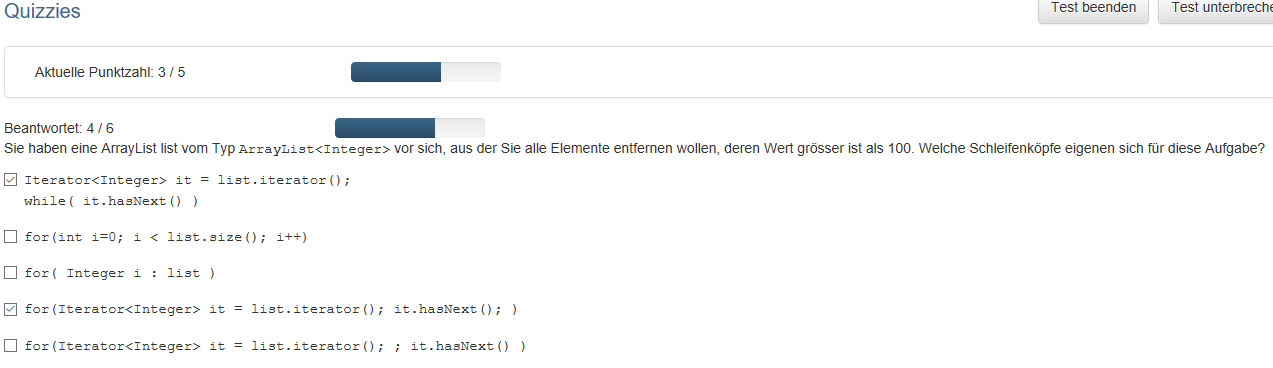 Quizzies
Test beenden
Test unterbreche
Aktuelle Punktzahl: 3 / 5
Beantwortet: 4 / 6
Sie haben eine ArrayList list vom Typ ArrayList<Integer> vor sich, aus der Sie alle Elemente entfernen wollen, deren Wert grösser ist als 100. Welche Schleifenköpfe eigenen sich für diese Aufgabe?
Iterator<Integer> it = list.iterator();
while( it.hasNext() )
for(int i=0; i < list.size(); i++)
for( Integer i : list )
for(Iterator<Integer> it = list.iterator(); it.hasNext(); )
for(Iterator<Integer> it = list.iterator(); ; it.hasNext() )